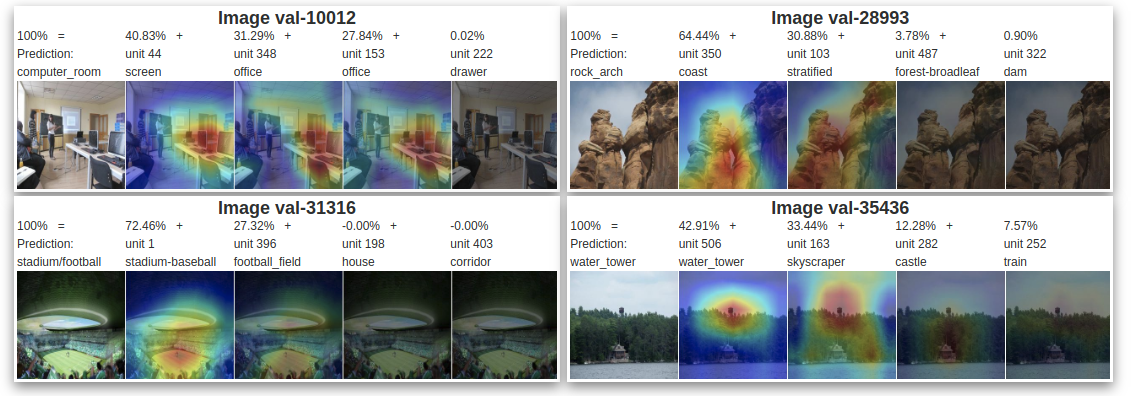 Image val-10012
100% = 40.83% + 31.29% + 27.84% + 0.02%
Prediction: unit 44 unit 348 unit 153 unit 222
computer_room screen office office drawer
Image val-28993
100% = 64.44% + 30.88% + 3.78% + 0.90%
Prediction: unit 350 unit 103 unit 487 unit 322
rock_arch coast stratified forest-broadleaf dam
Image val-31316
100% = 72.46% + 27.32% + -0.00% + -0.00%
Prediction: unit 1 unit 396 unit 198 unit 403
stadium/football stadium-baseball football_field house corridor
Image val-35436
100% = 42.91% + 33.44% + 12.28% + 7.57%
Prediction: unit 506 unit 163 unit 282 unit 252
water_tower water_tower skyscraper castle train